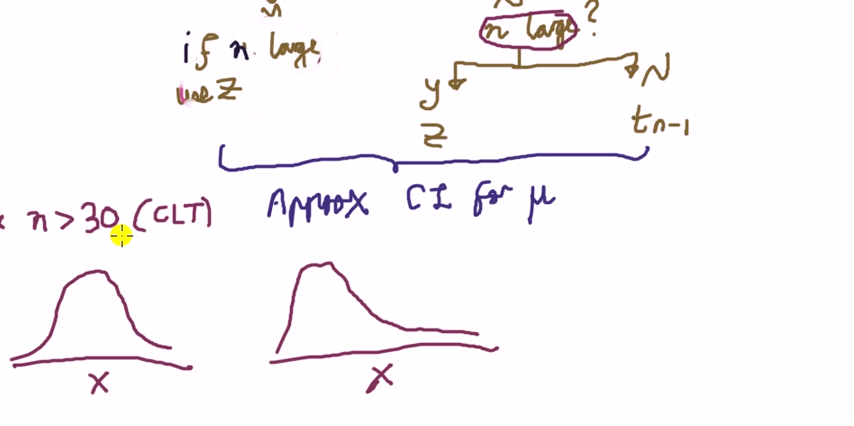 n large?
if n large,
use Z
Y N
Z tn-1
Approx CI for μ
n > 30 (CLT)
X X